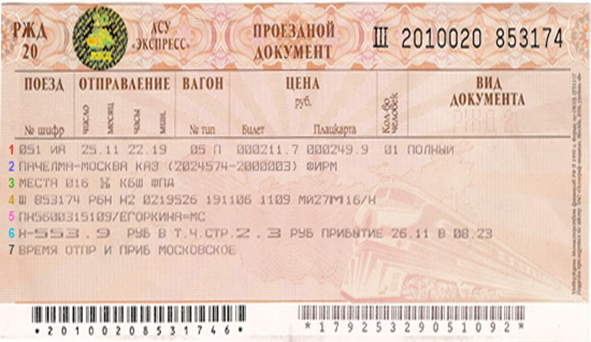 РЖД АСУ ПРОЕЗДНОЙ Ш 2010020 853174
20 "ЭКСПРЕСС" ДОКУМЕНТ
ПОЕЗД ОТПРАВЛЕНИЕ ВАГОН ЦЕНА ВИД
руб. ДОКУМЕНТА
№ шифр число месяц часы мин. № тип Билет Плацкарта Кол-во человек
1 051 ИА 25.11 22.19 05 П 000211.7 000249.9 01 ПОЛНЫЙ
2 ПАЧЕЛМА-МОСКВА КАЗ (2024574-2000003) ФИРМ
3 МЕСТА 016 КБШ ФПД
4 Ш 853174 РБН Н2 0219526 191106 1109 МИ27М16/Н
5 ПН5600315109/ЕГОРКИНА=МС
6 Н-553.9 РУБ В Т.Ч.СТР.2.3 РУБ ПРИБЫТИЕ 26.11 В 08.23
7 ВРЕМЯ ОТПР И ПРИБ МОСКОВСКОЕ
*20100208531746* *17925329051092*